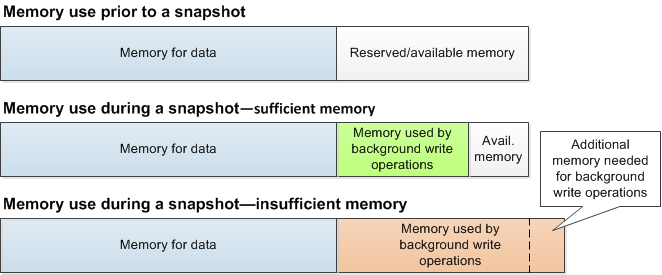 Memory use prior to a snapshot
Memory for data
Reserved/available memory
Memory use during a snapshot—sufficient memory
Memory for data
Memory used by
background write
operations
Avail.
memory
Additional
memory needed
for background
write operations
Memory use during a snapshot—insufficient memory
Memory for data
Memory used by
background write
operations